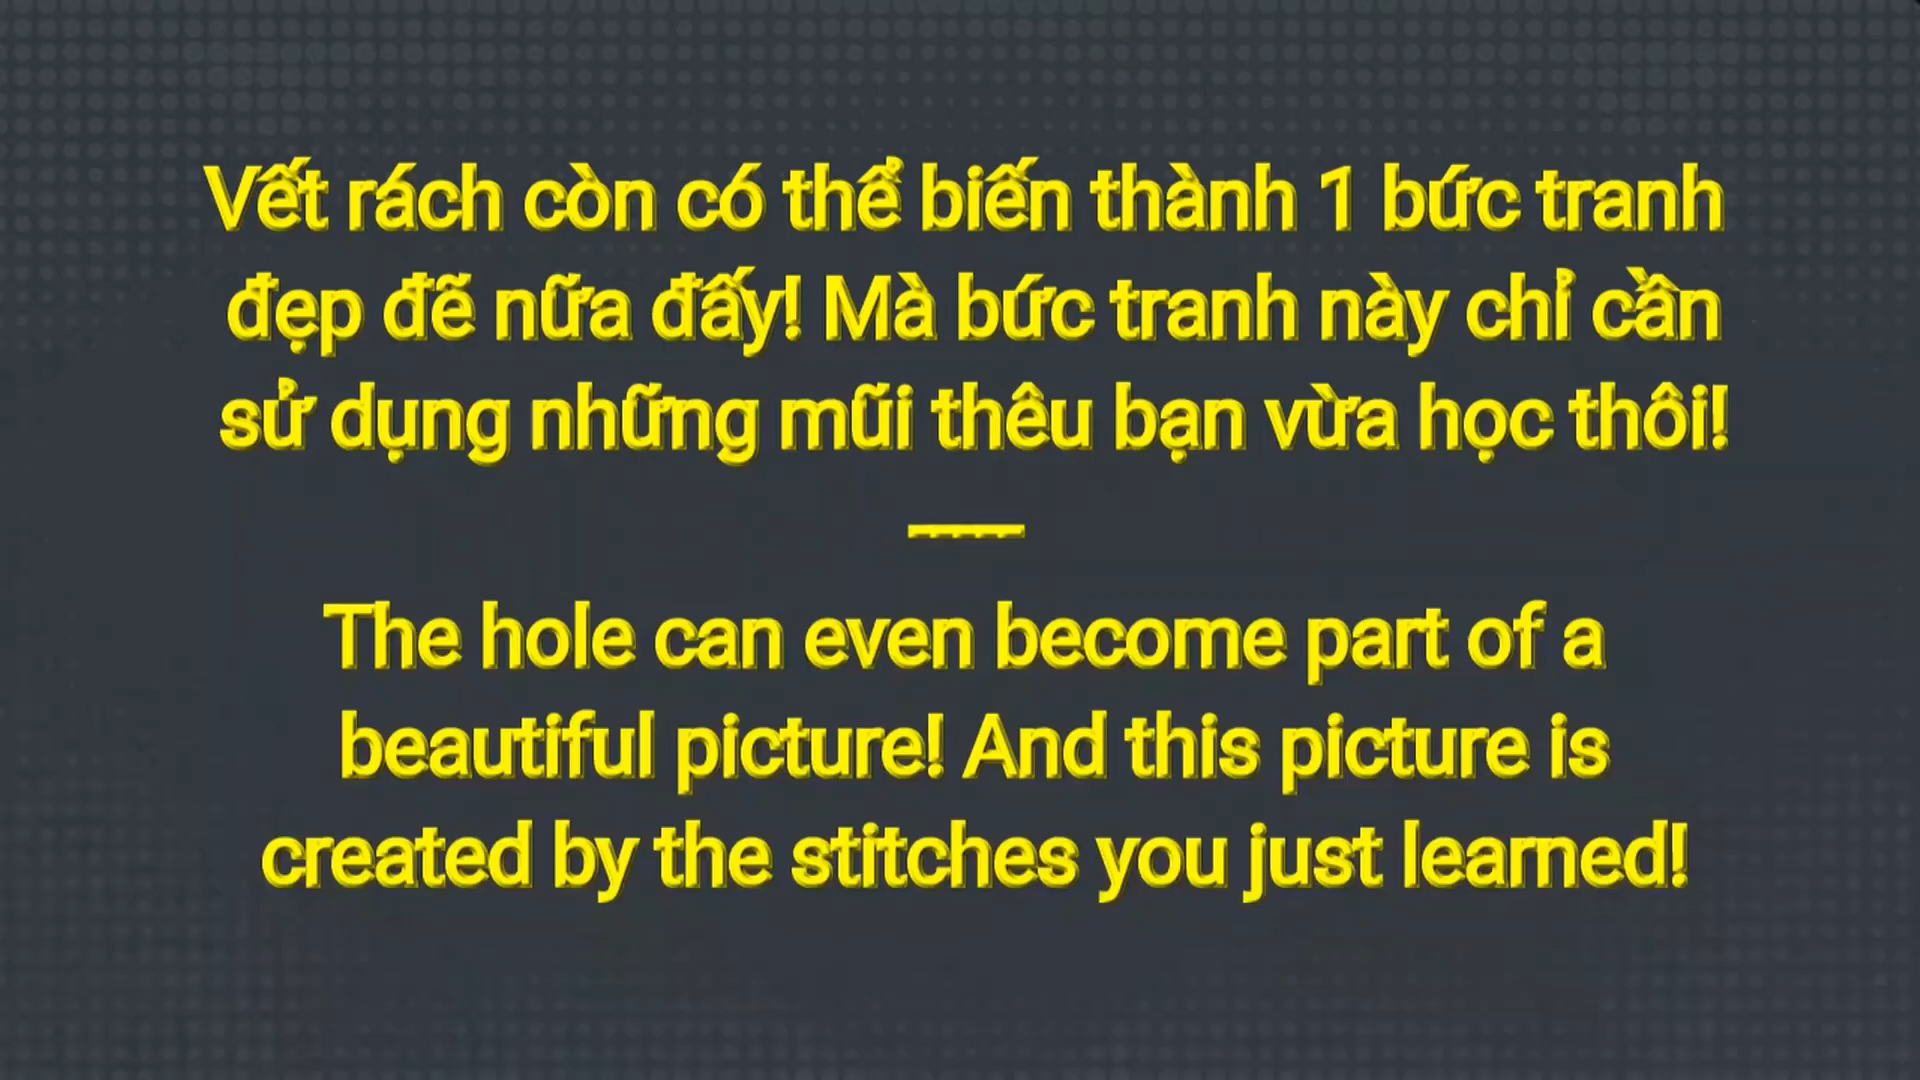 Vết rách còn có thể biến thành 1 bức tranh
đẹp đẽ nữa đấy! Mà bức tranh này chỉ cần
sử dụng những mũi thêu bạn vừa học thôi!
-----
The hole can even become part of a
beautiful picture! And this picture is
created by the stitches you just learned!